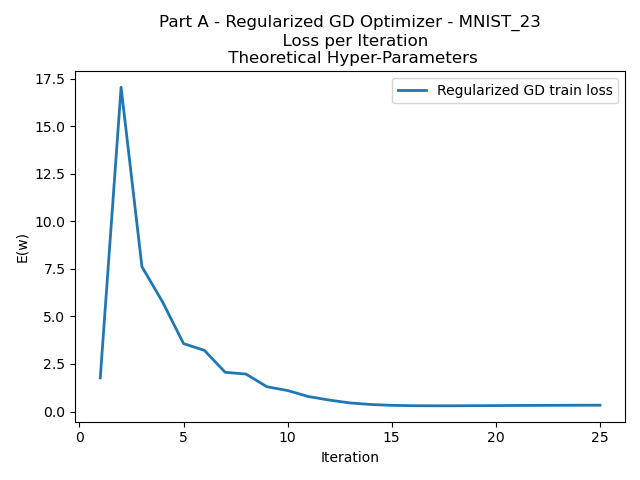 Part A - Regularized GD Optimizer - MNIST_23
Loss per Iteration
Theoretical Hyper-Parameters
Regularized GD train loss
17.5
15.0
12.5
10.0
7.5
5.0
2.5
0.0
E(w)
0
5
10
15
20
25
Iteration